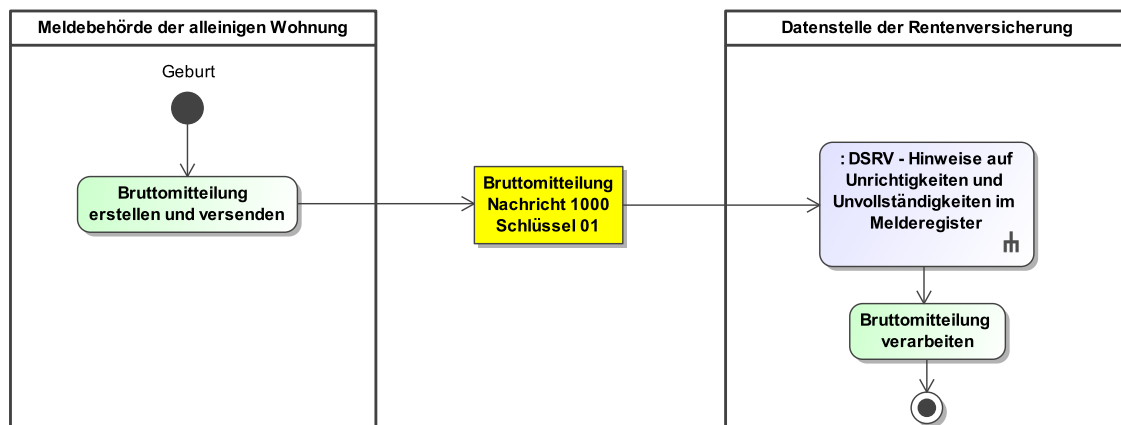 Meldebehörde der alleinigen Wohnung
Datenstelle der Rentenversicherung
Geburt
Bruttomitteilung
erstellen und versenden
Bruttomitteilung
Nachricht 1000
Schlüssel 01
: DSRV - Hinweise auf
Unrichtigkeiten und
Unvollständigkeiten im
Melderegister
Bruttomitteilung
verarbeiten